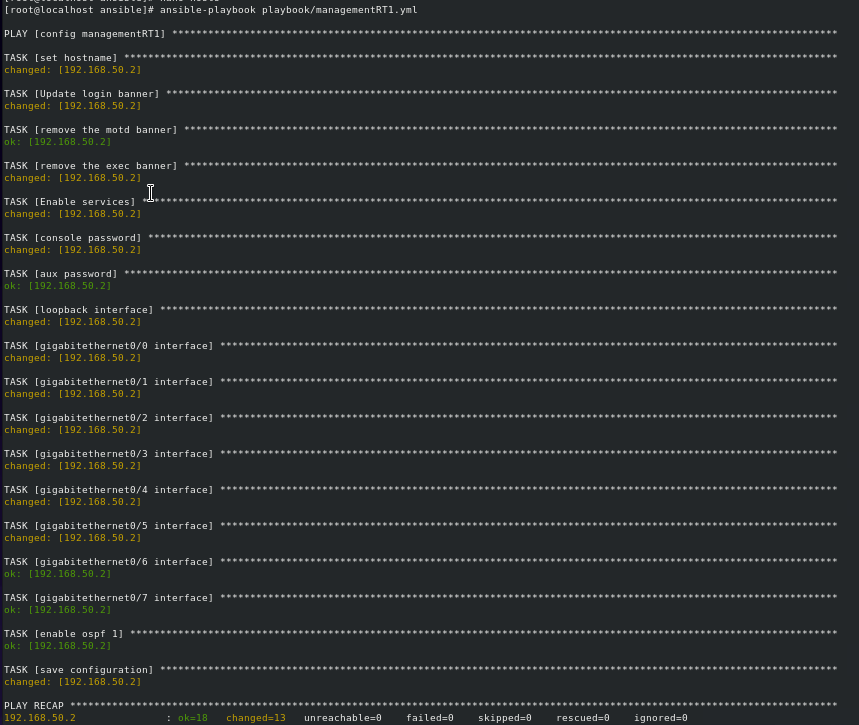 [root@localhost ansible]# ansible-playbook playbook/managementRT1.yml
PLAY [config managementRT1] ***************************************************************************************************************
TASK [set hostname] ***********************************************************************************************************************
changed: [192.168.50.2]
TASK [Update login banner] ****************************************************************************************************************
changed: [192.168.50.2]
TASK [remove the motd banner] *************************************************************************************************************
ok: [192.168.50.2]
TASK [remove the exec banner] *************************************************************************************************************
changed: [192.168.50.2]
TASK [Enable services] ********************************************************************************************************************
changed: [192.168.50.2]
TASK [console password] *******************************************************************************************************************
changed: [192.168.50.2]
TASK [aux password] ***********************************************************************************************************************
ok: [192.168.50.2]
TASK [loopback interface] *****************************************************************************************************************
changed: [192.168.50.2]
TASK [gigabitethernet0/0 interface] *******************************************************************************************************
changed: [192.168.50.2]
TASK [gigabitethernet0/1 interface] *******************************************************************************************************
changed: [192.168.50.2]
TASK [gigabitethernet0/2 interface] *******************************************************************************************************
changed: [192.168.50.2]
TASK [gigabitethernet0/3 interface] *******************************************************************************************************
changed: [192.168.50.2]
TASK [gigabitethernet0/4 interface] *******************************************************************************************************
changed: [192.168.50.2]
TASK [gigabitethernet0/5 interface] *******************************************************************************************************
changed: [192.168.50.2]
TASK [gigabitethernet0/6 interface] *******************************************************************************************************
ok: [192.168.50.2]
TASK [gigabitethernet0/7 interface] *******************************************************************************************************
ok: [192.168.50.2]
TASK [enable ospf 1] **********************************************************************************************************************
ok: [192.168.50.2]
TASK [save configuration] *****************************************************************************************************************
changed: [192.168.50.2]
PLAY RECAP ********************************************************************************************************************************
192.168.50.2               : ok=18   changed=13   unreachable=0    failed=0    skipped=0    rescued=0    ignored=0